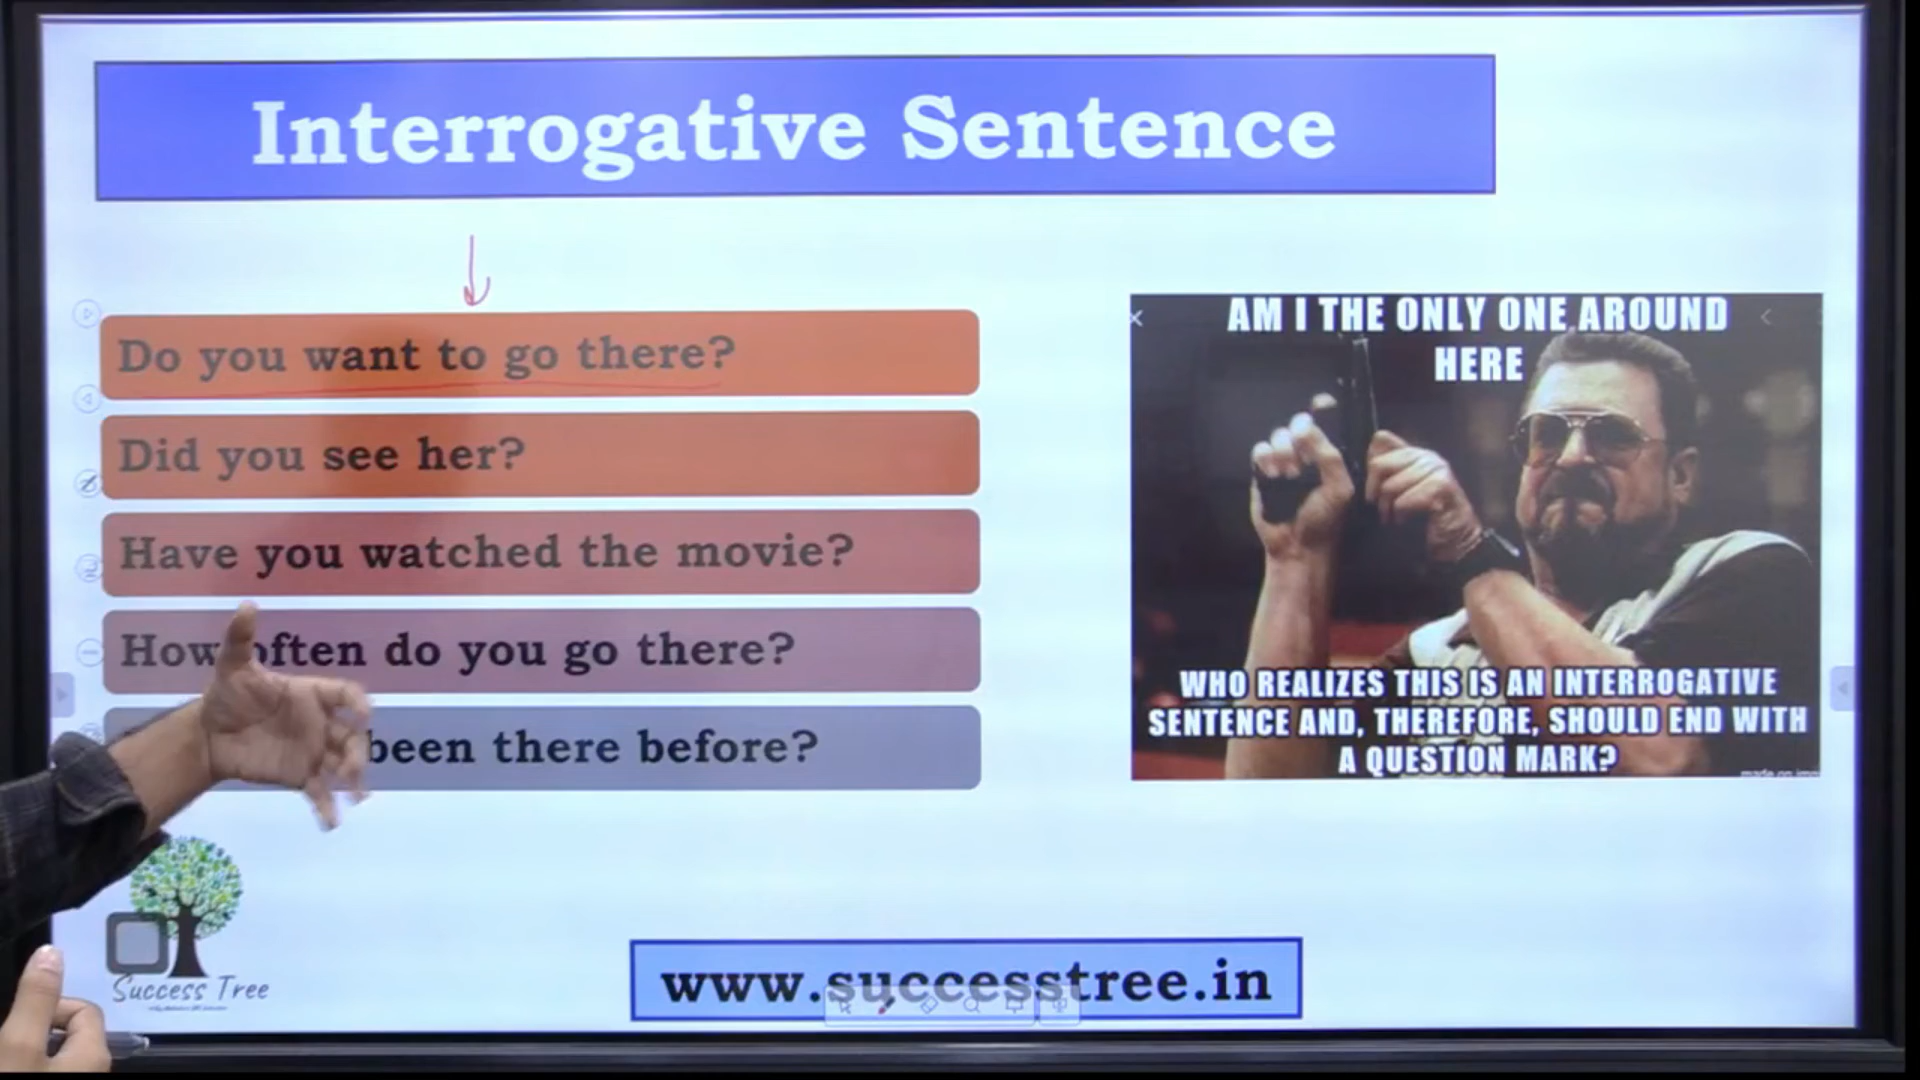 Interrogative Sentence
Do you want to go there?
Did you see her?
Have you watched the movie?
How often do you go there?
been there before?
AM I THE ONLY ONE AROUND
HERE
WHO REALIZES THIS IS AN INTERROGATIVE
SENTENCE AND, THEREFORE, SHOULD END WITH
A QUESTION MARK?
Success Tree
www.successtree.in